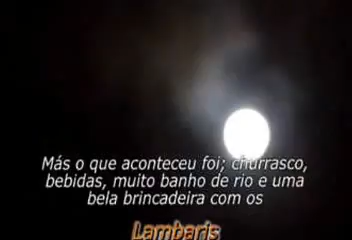 Más o que aconteceu foi; churrasco,
bebidas, muito banho de rio e uma
bela brincadeira com os
Lambaris